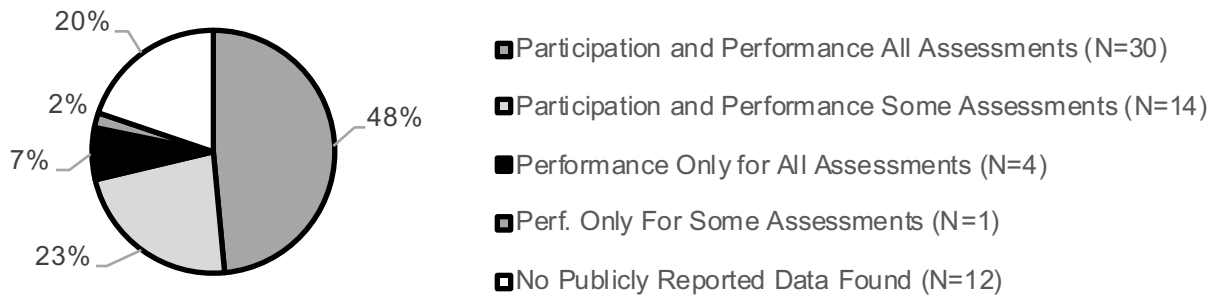 20%
2%
7%
23%
48%
Participation and Performance All Assessments (N=30)
Participation and Performance Some Assessments (N=14)
Performance Only for All Assessments (N=4)
Perf. Only For Some Assessments (N=1)
No Publicly Reported Data Found (N=12)